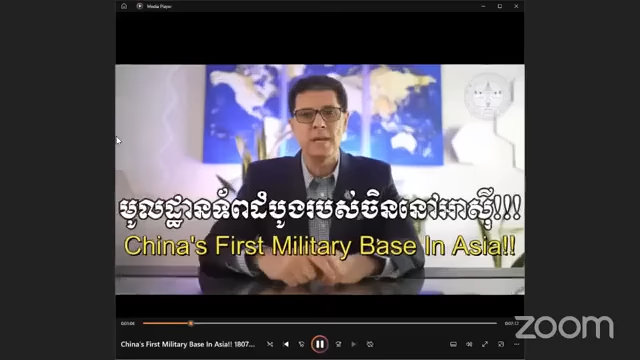 Media Player
មូលដ្ឋានទ័ពដំបូងរបស់ចិននៅអាស៊ី!!!
China's First Military Base In Asia!!
China's First Military Base In Asia!! 1807...
zoom